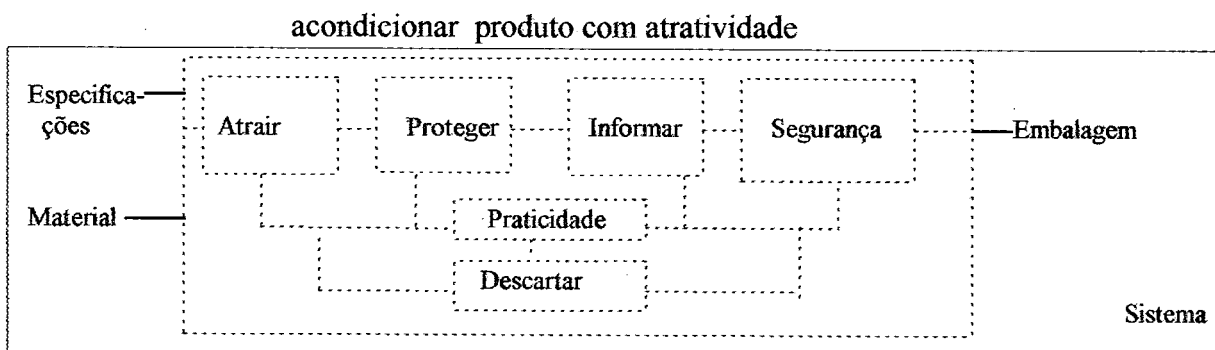 acondicionar produto com atratividade
Especifica-
ções
Atrair
Proteger
Informar
Segurança
Embalagem
Material
Praticidade
Descartar
Sistema